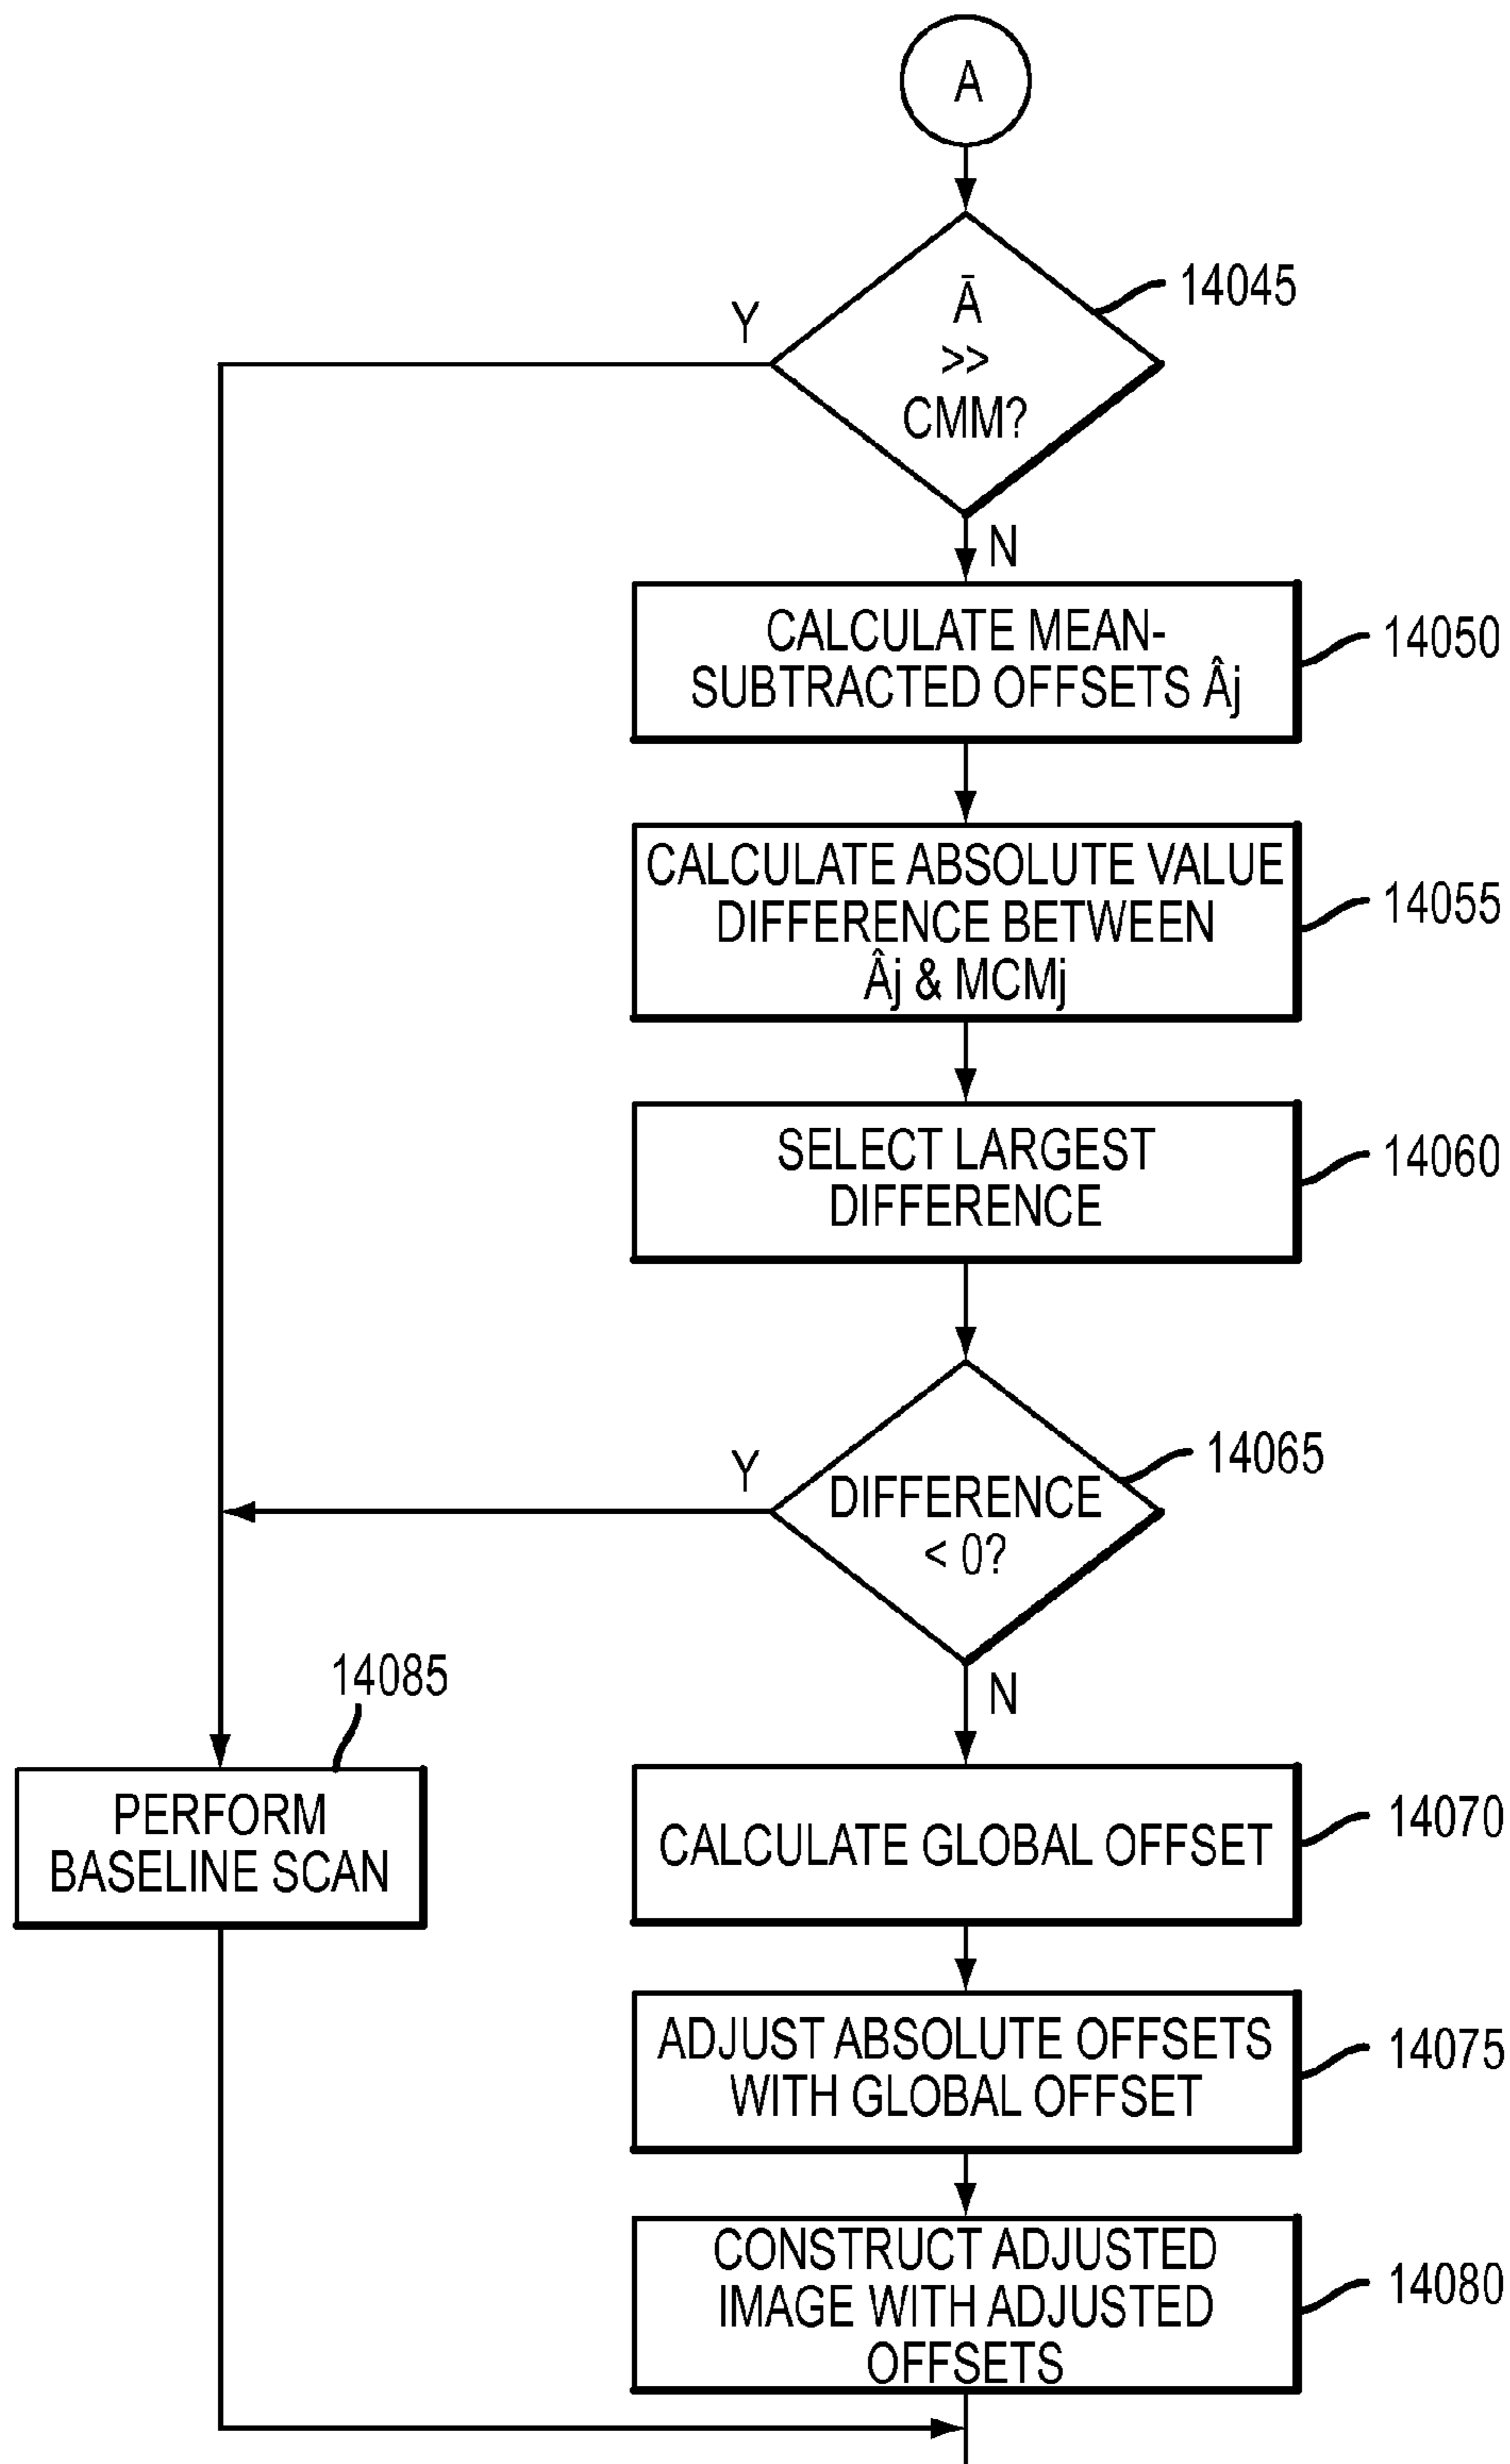 A
Ā
>>
CMM?
14045
Y
N
CALCULATE MEAN-
SUBTRACTED OFFSETS Âj
14050
CALCULATE ABSOLUTE VALUE
DIFFERENCE BETWEEN
Âj & MCMj
14055
SELECT LARGEST
DIFFERENCE
14060
DIFFERENCE
< 0?
14065
Y
N
14085
PERFORM
BASELINE SCAN
CALCULATE GLOBAL OFFSET
14070
ADJUST ABSOLUTE OFFSETS
WITH GLOBAL OFFSET
14075
CONSTRUCT ADJUSTED
IMAGE WITH ADJUSTED
OFFSETS
14080